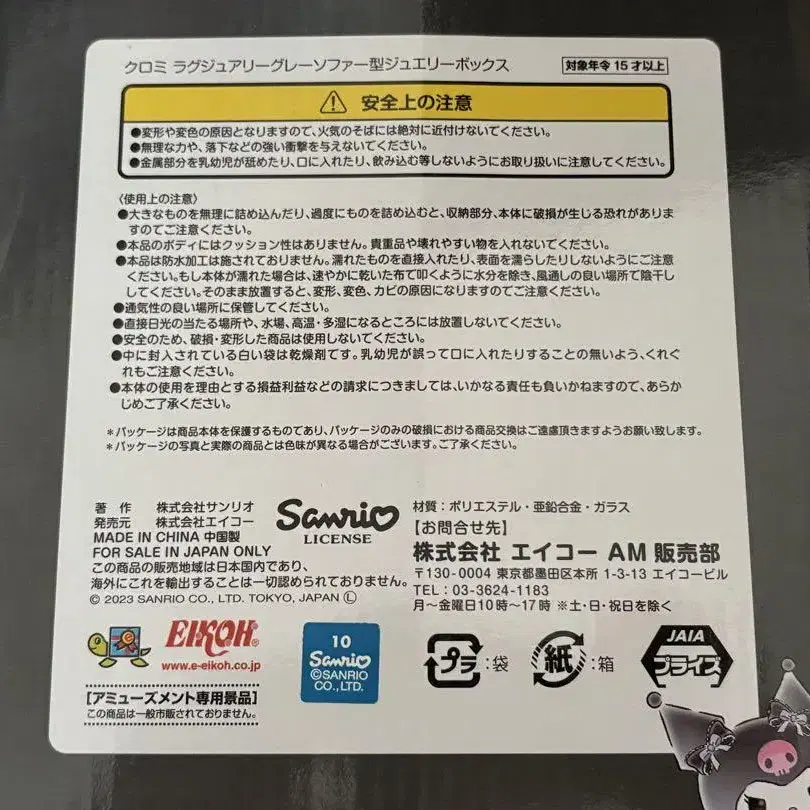 クロミ ラグジュアリーグレーソファー型ジュエリーボックス
対象年令15才以上
安全上の注意
●変形や変色の原因となりますので、火気のそばには絶対に近付けないでください。
●無理な力や、落下などの強い衝撃を与えないでください。
●金属部分を乳幼児が舐めたり、口に入れたり、飲み込む等しないようにお取り扱いに注意してください。
〈使用上の注意〉
●大きなものを無理に詰め込んだり、過度にものを詰め込むと、収納部分、本体に破損が生じる恐れがありま
すのでご注意ください。
●本品のボディにはクッション性はありません。貴重品や壊れやすい物を入れないでください。
●本品は防水加工は施されておりません。濡れたものを直接入れたり、表面を濡らしたりしないようにご注意
ください。もし本体が濡れた場合は、速やかに乾いた布で叩くように水分を除き、風通しの良い場所で陰干し
してください。そのまま放置すると、変形、変色、カビの原因になりますのでご注意ください。
●通気性の良い場所に保管してください。
●直接日光の当たる場所や、水場、高温・多湿になるところには放置しないでください。
●安全のため、破損・変形した商品は使用しないでください。
●中に封入されている白い袋は乾燥剤です。乳幼児が誤って口に入れたりすることの無いよう、くれぐ
れもご注意ください。
●本体の使用を理由とする損益利益などの請求につきましては、いかなる責任も負いかねますので、あらか
じめご了承ください。
＊パッケージは商品本体を保護するものであり、パッケージのみの破損における商品交換はご遠慮頂きますようお願い致します。
＊パッケージの写真と実際の商品とは色味が異なる場合がございます。ご了承ください。
著 作 株式会社サンリオ
発売元 株式会社エイコー
MADE IN CHINA 中国製
FOR SALE IN JAPAN ONLY
この商品の販売地域は日本国内であり、
海外にこれを輸出することは一切認められておりません。
© 2023 SANRIO CO., LTD. TOKYO, JAPAN Ⓛ
Sanrio
LICENSE
材質：ポリエステル・亜鉛合金・ガラス
【お問合せ先】
株式会社 エイコー AM 販売部
〒130-0004 東京都墨田区本所 1-3-13 エイコービル
TEL：03-3624-1183
月〜金曜日10時〜17時 ※土・日・祝日を除く
EIKOH®
www.e-eikoh.co.jp
10
Sanrio
©SANRIO
CO.,LTD.
プラ：袋
紙：箱
JAIA
プライズ
【アミューズメント専用景品】
この商品は一般市販されておりません。